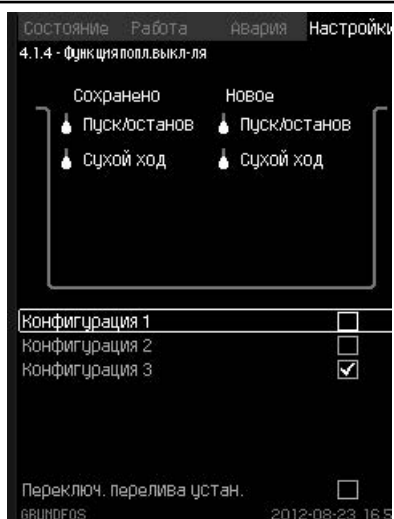 Состояние Работа Авария Настройки
4.1.4 - Функция попл.выкл-ля
Сохранено Новое
Пуск/останов Пуск/останов
Сухой ход Сухой ход
Конфигурация 1
Конфигурация 2
Конфигурация 3
Переключ. перелива устан.
GRUNDFOS 2012-08-23 16:5